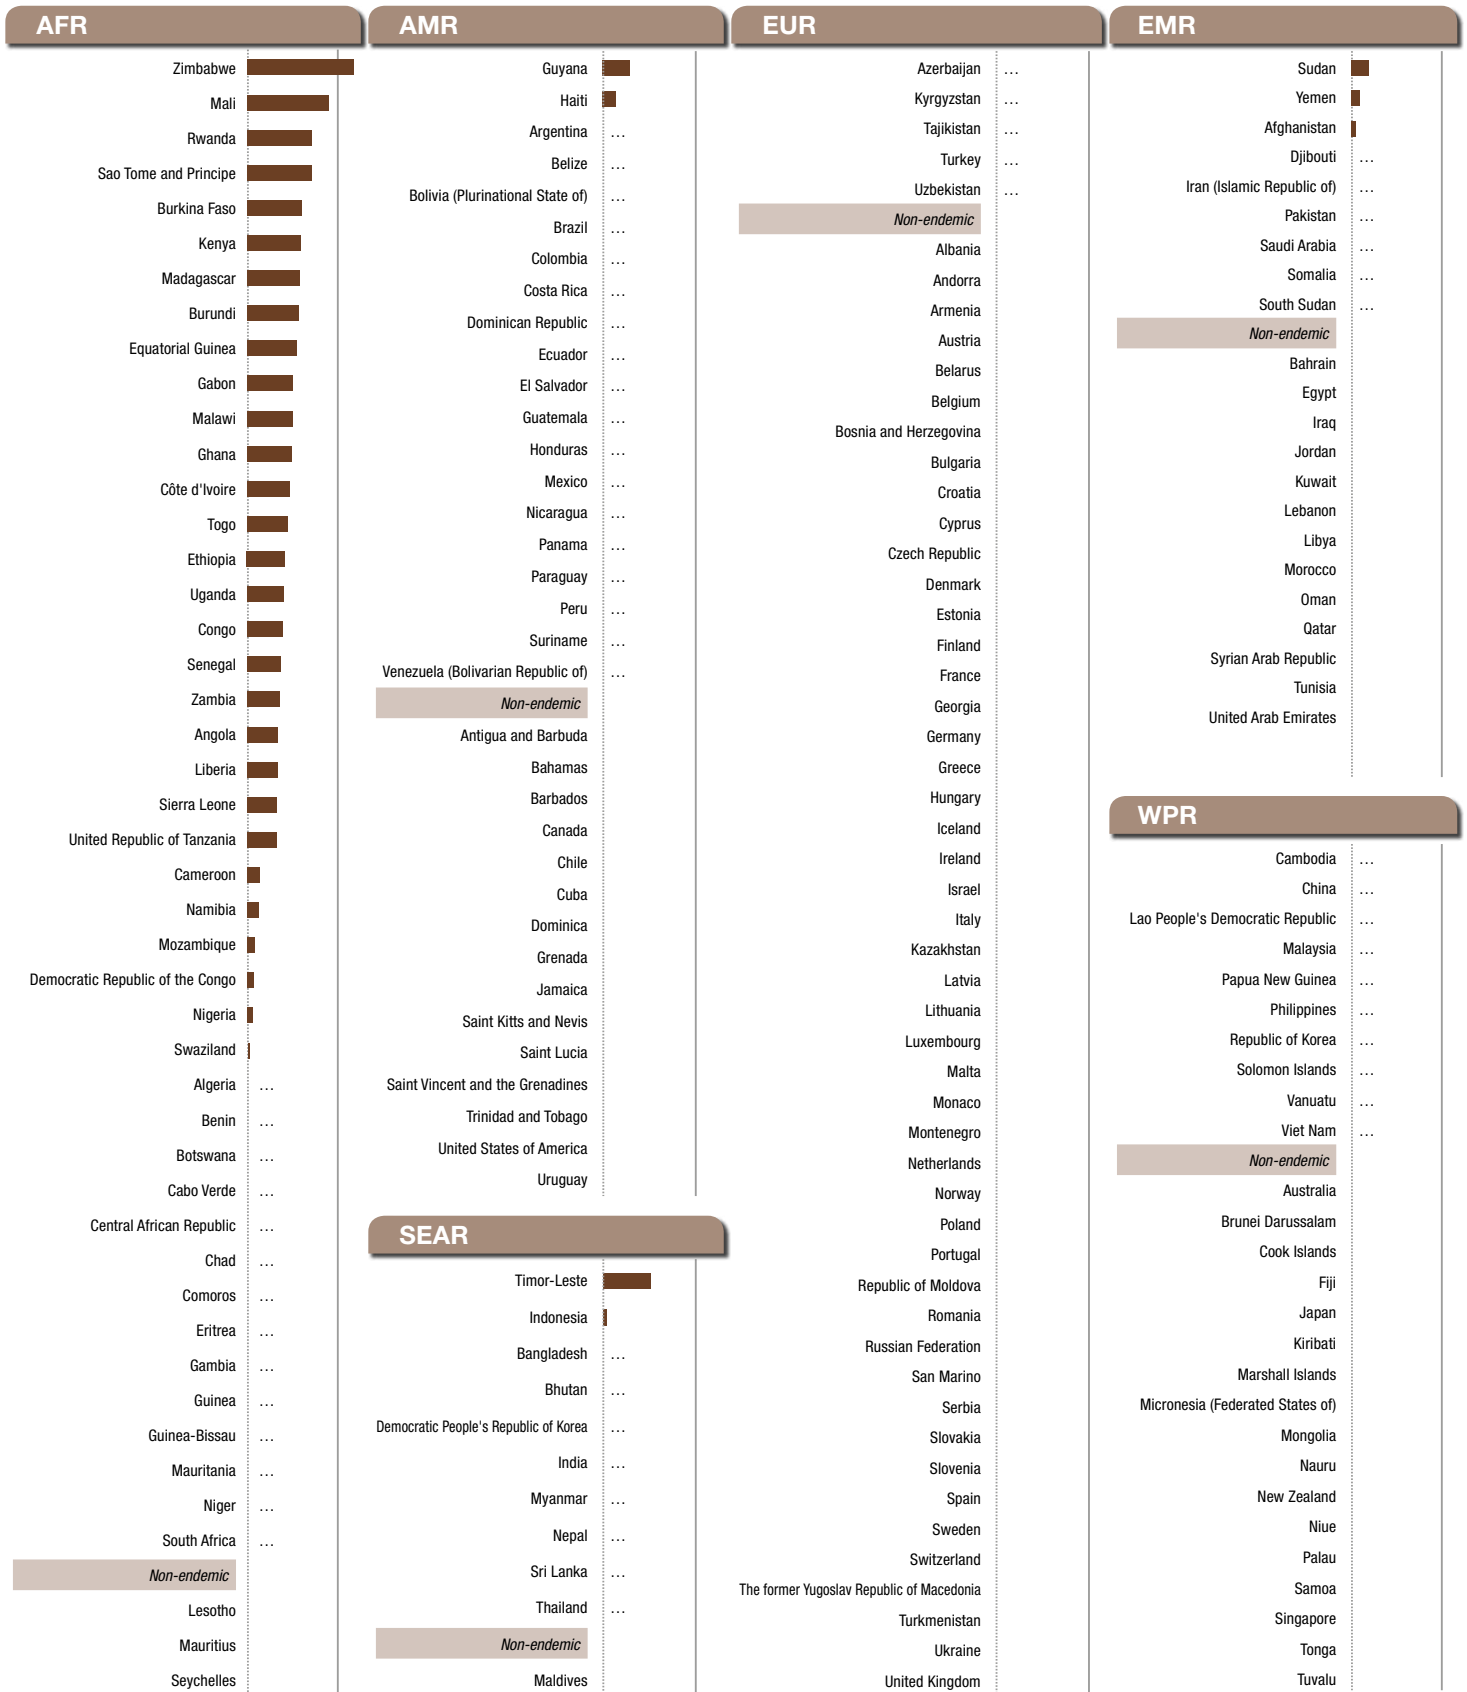 AFR
Zimbabwe
Mali
Rwanda
Sao Tome and Principe
Burkina Faso
Kenya
Madagascar
Burundi
Equatorial Guinea
Gabon
Malawi
Ghana
Côte d'Ivoire
Togo
Ethiopia
Uganda
Congo
Senegal
Zambia
Angola
Liberia
Sierra Leone
United Republic of Tanzania
Cameroon
Namibia
Mozambique
Democratic Republic of the Congo
Nigeria
Swaziland
Algeria ...
Benin ...
Botswana ...
Cabo Verde ...
Central African Republic ...
Chad ...
Comoros ...
Eritrea ...
Gambia ...
Guinea ...
Guinea-Bissau ...
Mauritania ...
Niger ...
South Africa ...
Non-endemic
Lesotho
Mauritius
Seychelles
AMR
Guyana
Haiti
Argentina ...
Belize ...
Bolivia (Plurinational State of) ...
Brazil ...
Colombia ...
Costa Rica ...
Dominican Republic ...
Ecuador ...
El Salvador ...
Guatemala ...
Honduras ...
Mexico ...
Nicaragua ...
Panama ...
Paraguay ...
Peru ...
Suriname ...
Venezuela (Bolivarian Republic of) ...
Non-endemic
Antigua and Barbuda
Bahamas
Barbados
Canada
Chile
Cuba
Dominica
Grenada
Jamaica
Saint Kitts and Nevis
Saint Lucia
Saint Vincent and the Grenadines
Trinidad and Tobago
United States of America
Uruguay
SEAR
Timor-Leste
Indonesia
Bangladesh ...
Bhutan ...
Democratic People's Republic of Korea ...
India ...
Myanmar ...
Nepal ...
Sri Lanka ...
Thailand ...
Non-endemic
Maldives
EUR
Azerbaijan ...
Kyrgyzstan ...
Tajikistan ...
Turkey ...
Uzbekistan ...
Non-endemic
Albania
Andorra
Armenia
Austria
Belarus
Belgium
Bosnia and Herzegovina
Bulgaria
Croatia
Cyprus
Czech Republic
Denmark
Estonia
Finland
France
Georgia
Germany
Greece
Hungary
Iceland
Ireland
Israel
Italy
Kazakhstan
Latvia
Lithuania
Luxembourg
Malta
Monaco
Montenegro
Netherlands
Norway
Poland
Portugal
Republic of Moldova
Romania
Russian Federation
San Marino
Serbia
Slovakia
Slovenia
Spain
Sweden
Switzerland
The former Yugoslav Republic of Macedonia
Turkmenistan
Ukraine
United Kingdom
EMR
Sudan
Yemen
Afghanistan
Djibouti ...
Iran (Islamic Republic of) ...
Pakistan ...
Saudi Arabia ...
Somalia ...
South Sudan ...
Non-endemic
Bahrain
Egypt
Iraq
Jordan
Kuwait
Lebanon
Libya
Morocco
Oman
Qatar
Syrian Arab Republic
Tunisia
United Arab Emirates
WPR
Cambodia ...
China ...
Lao People's Democratic Republic ...
Malaysia ...
Papua New Guinea ...
Philippines ...
Republic of Korea ...
Solomon Islands ...
Vanuatu ...
Viet Nam ...
Non-endemic
Australia
Brunei Darussalam
Cook Islands
Fiji
Japan
Kiribati
Marshall Islands
Micronesia (Federated States of)
Mongolia
Nauru
New Zealand
Niue
Palau
Samoa
Singapore
Tonga
Tuvalu